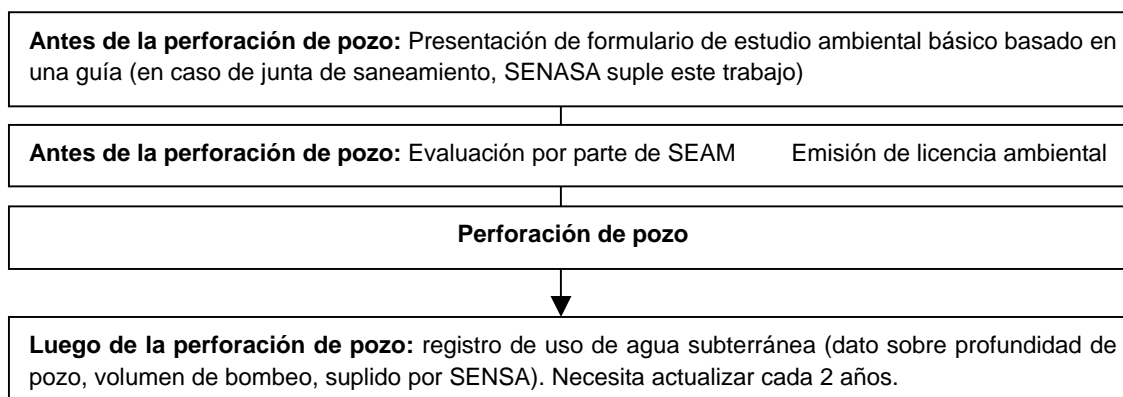 Antes de la perforación de pozo: Presentación de formulario de estudio ambiental básico basado en
una guía (en caso de junta de saneamiento, SENASA suple este trabajo)
Antes de la perforación de pozo: Evaluación por parte de SEAM Emisión de licencia ambiental
Perforación de pozo
Luego de la perforación de pozo: registro de uso de agua subterránea (dato sobre profundidad de
pozo, volumen de bombeo, suplido por SENSA). Necesita actualizar cada 2 años.